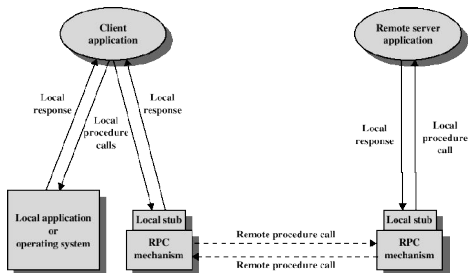 Client
application
Remote server
application
Local
response
Local
procedure
calls
Local
response
Local
response
Local
procedure
call
Local application
or
operating system
Local stub
RPC
mechanism
Remote procedure call
Remote procedure call
Local stub
RPC
mechanism